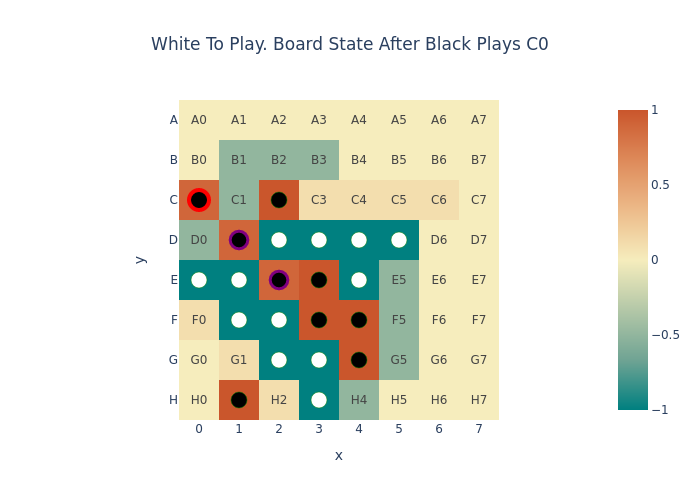 White To Play. Board State After Black Plays C0
A A0 A1 A2 A3 A4 A5 A6 A7 1
B B0 B1 B2 B3 B4 B5 B6 B7
C C1 C3 C4 C5 C6 C7 0.5
D D0 D6 D7
y
0
E E5 E6 E7
F F0 F5 F6 F7 −0.5
G G0 G1 G5 G6 G7
H H0 H2 H4 H5 H6 H7 −1
0 1 2 3 4 5 6 7
x